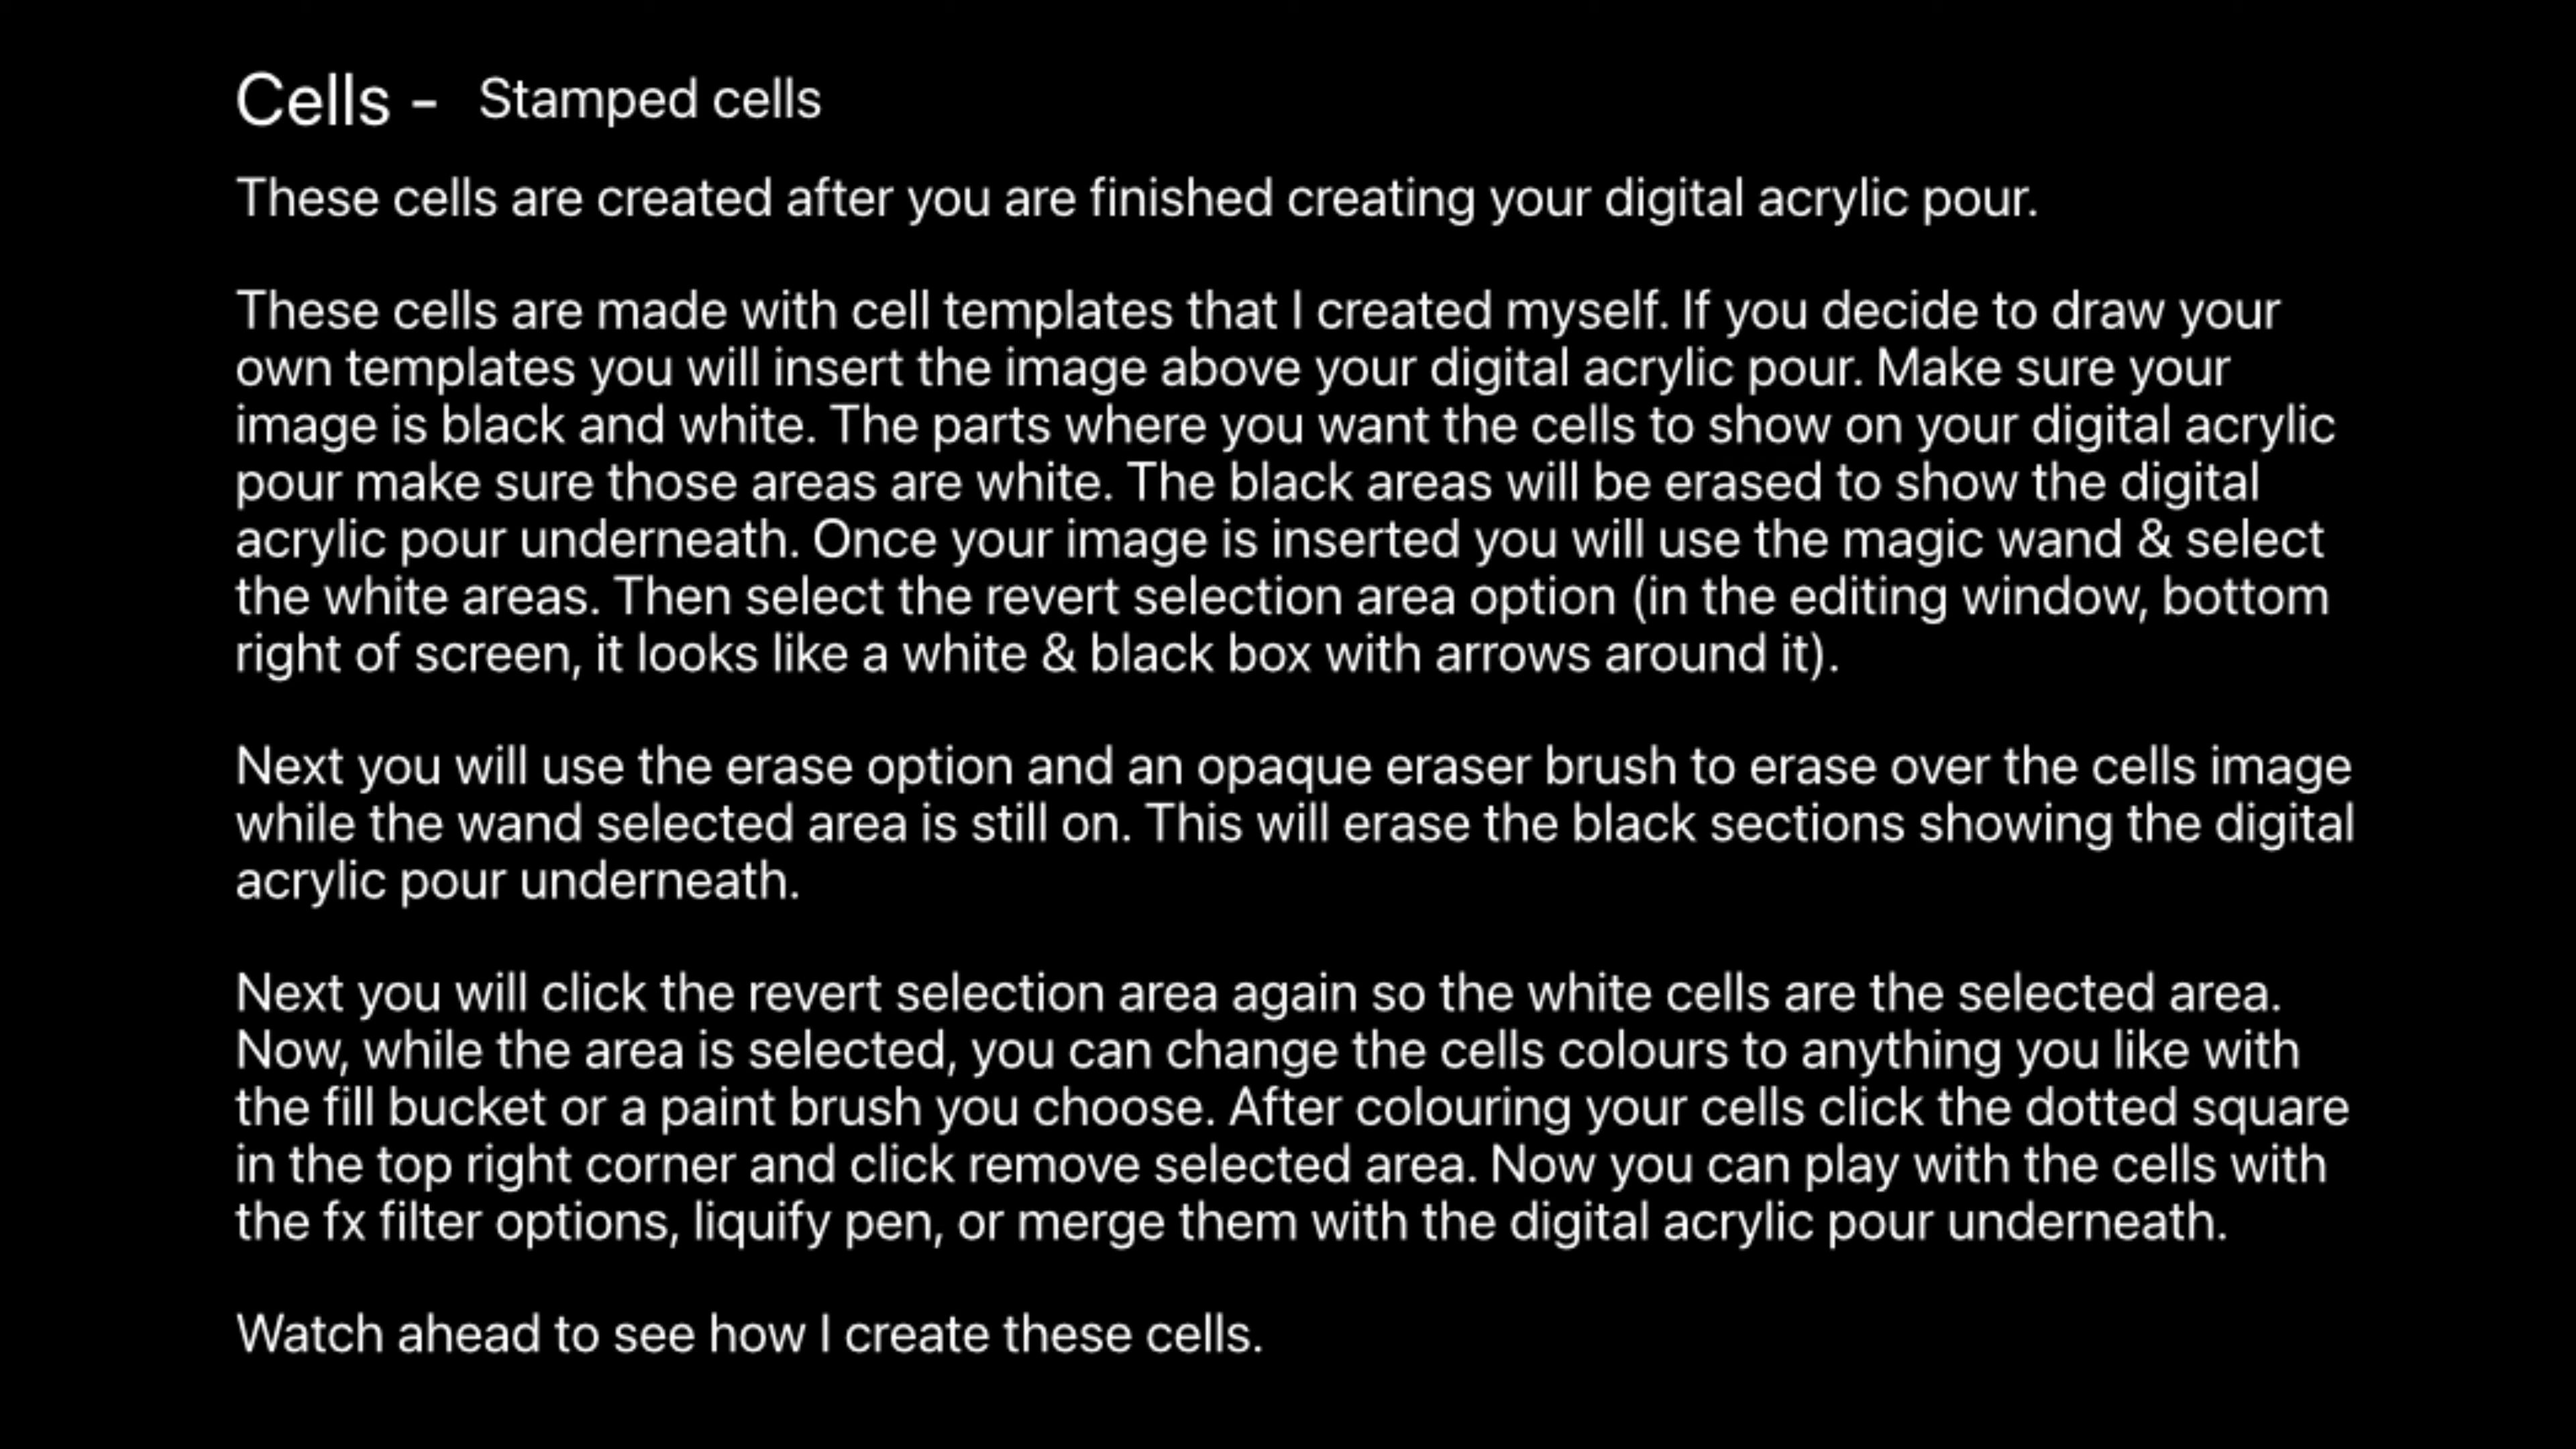 Cells - Stamped cells
These cells are created after you are finished creating your digital acrylic pour.
These cells are made with cell templates that I created myself. If you decide to draw your
own templates you will insert the image above your digital acrylic pour. Make sure your
image is black and white. The parts where you want the cells to show on your digital acrylic
pour make sure those areas are white. The black areas will be erased to show the digital
acrylic pour underneath. Once your image is inserted you will use the magic wand & select
the white areas. Then select the revert selection area option (in the editing window, bottom
right of screen, it looks like a white & black box with arrows around it).
Next you will use the erase option and an opaque eraser brush to erase over the cells image
while the wand selected area is still on. This will erase the black sections showing the digital
acrylic pour underneath.
Next you will click the revert selection area again so the white cells are the selected area.
Now, while the area is selected, you can change the cells colours to anything you like with
the fill bucket or a paint brush you choose. After colouring your cells click the dotted square
in the top right corner and click remove selected area. Now you can play with the cells with
the fx filter options, liquify pen, or merge them with the digital acrylic pour underneath.
Watch ahead to see how I create these cells.